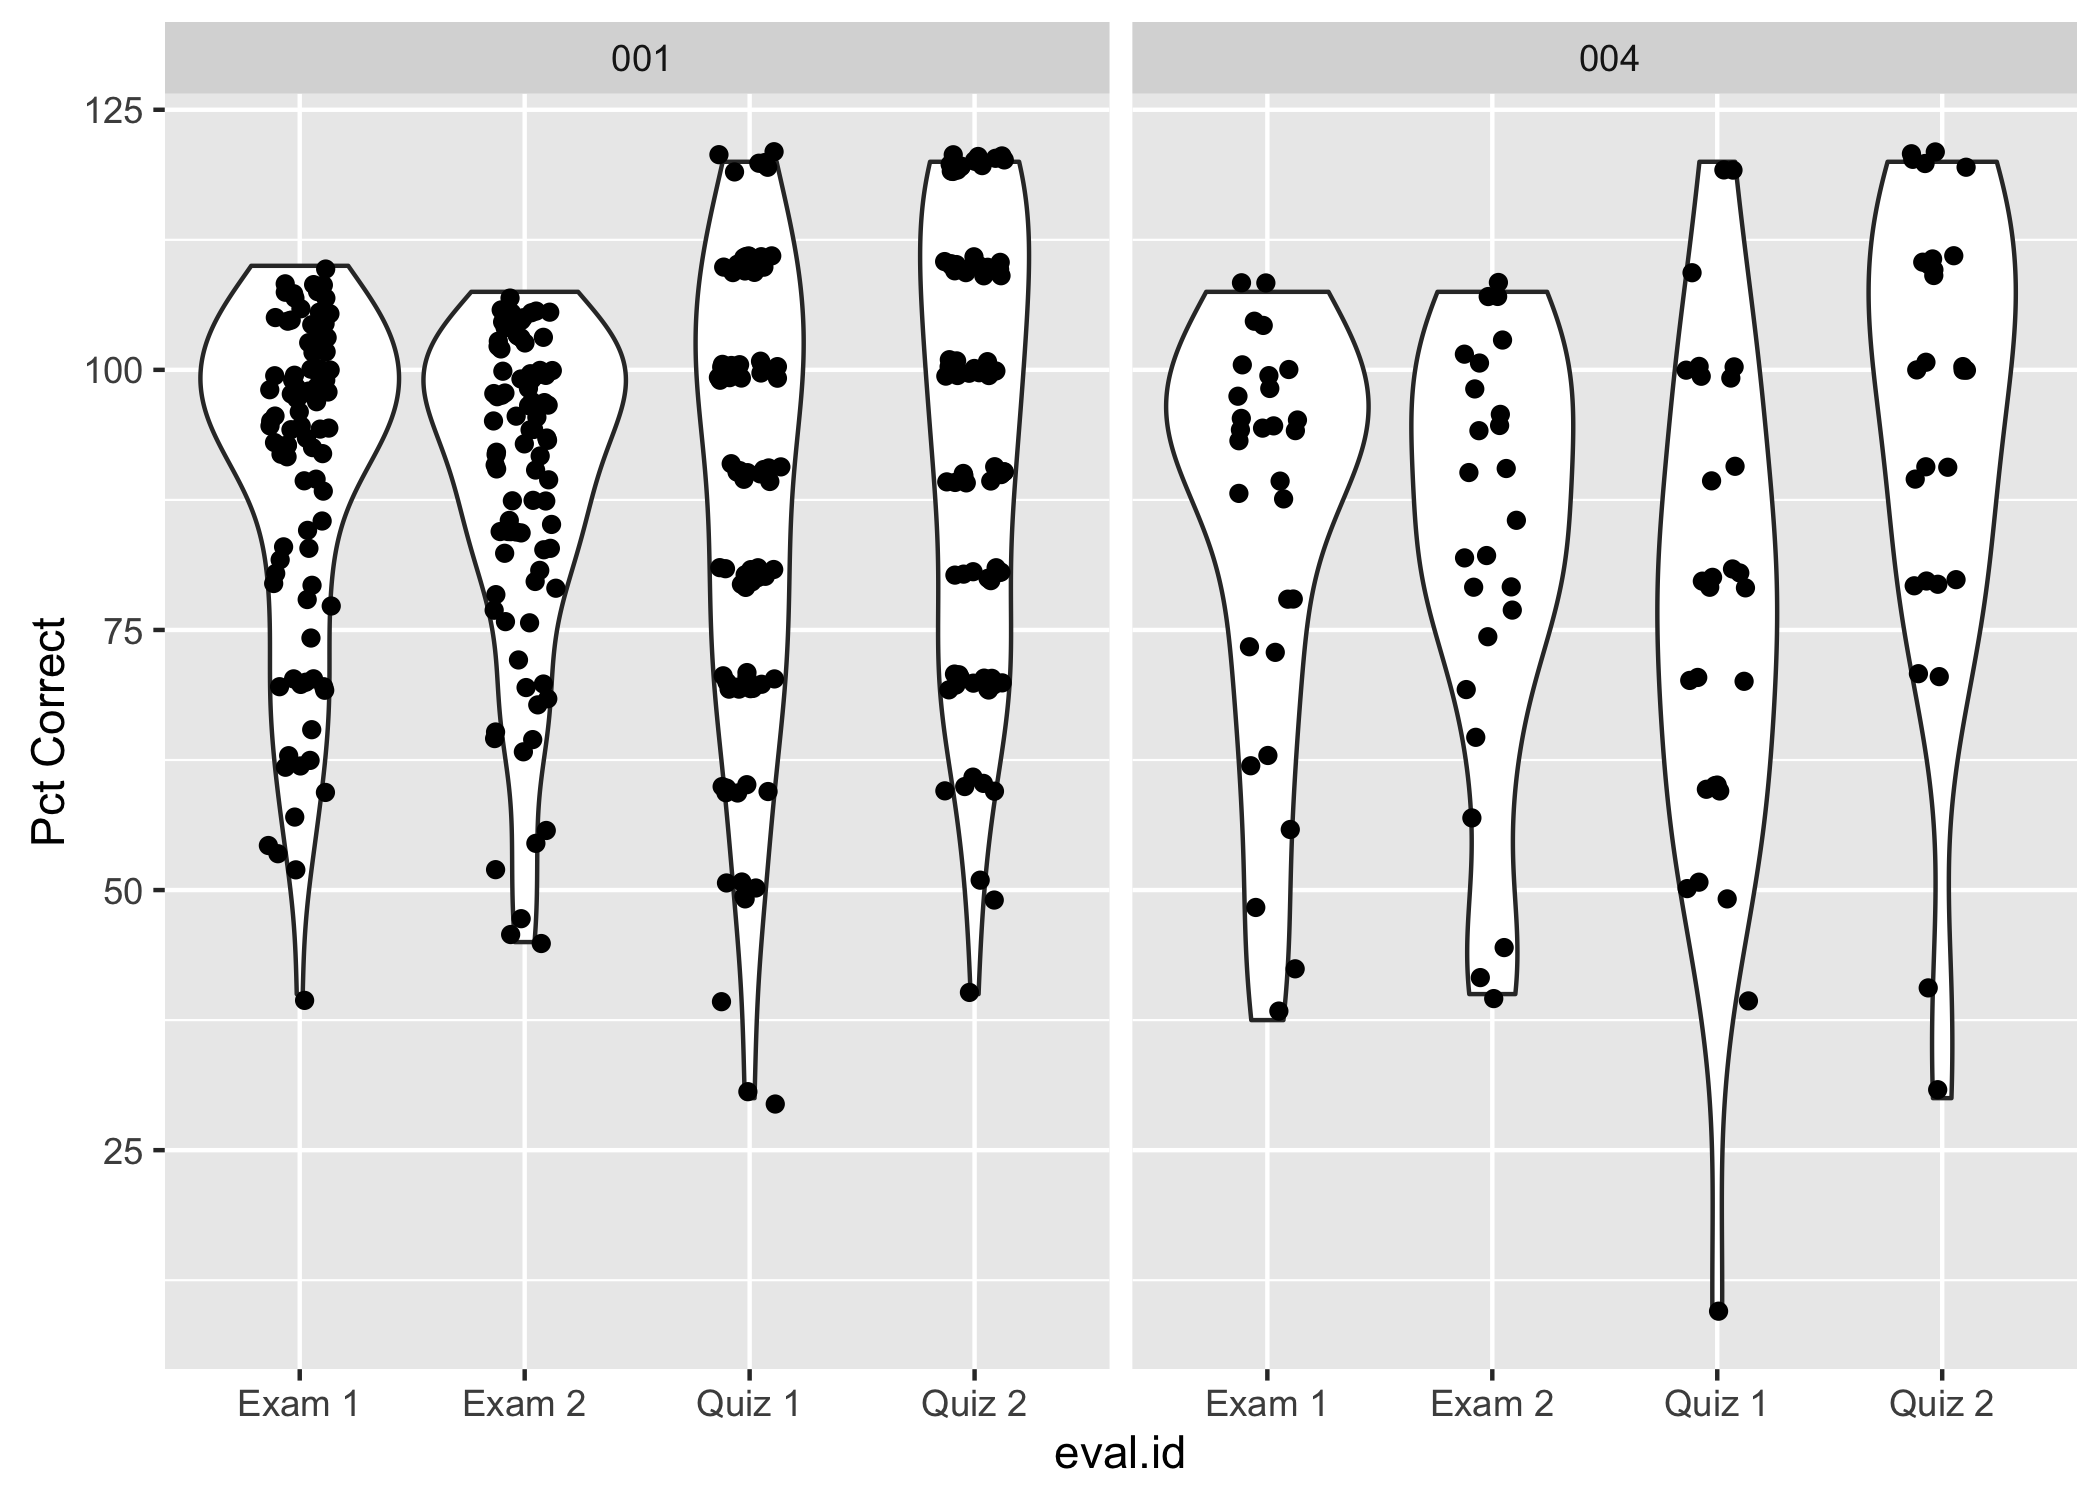 001
004
125
100
75
50
25
Pct Correct
Exam 1
Exam 2
Quiz 1
Quiz 2
Exam 1
Exam 2
Quiz 1
Quiz 2
eval.id